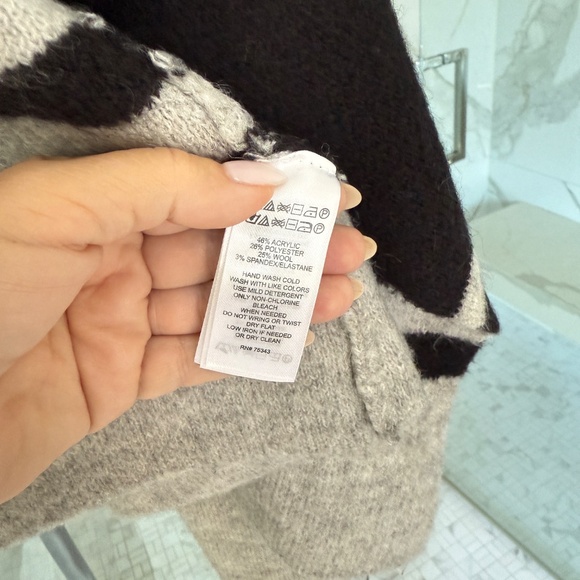 46% ACRYLIC
26% POLYESTER
25% WOOL
3% SPANDEX/ELASTANE
HAND WASH COLD
WASH WITH LIKE COLORS
USE MILD DETERGENT
ONLY NON-CHLORINE
BLEACH
WHEN NEEDED
DO NOT WRING OR TWIST
DRY FLAT
LOW IRON IF NEEDED
OR DRY CLEAN
RN# 75343